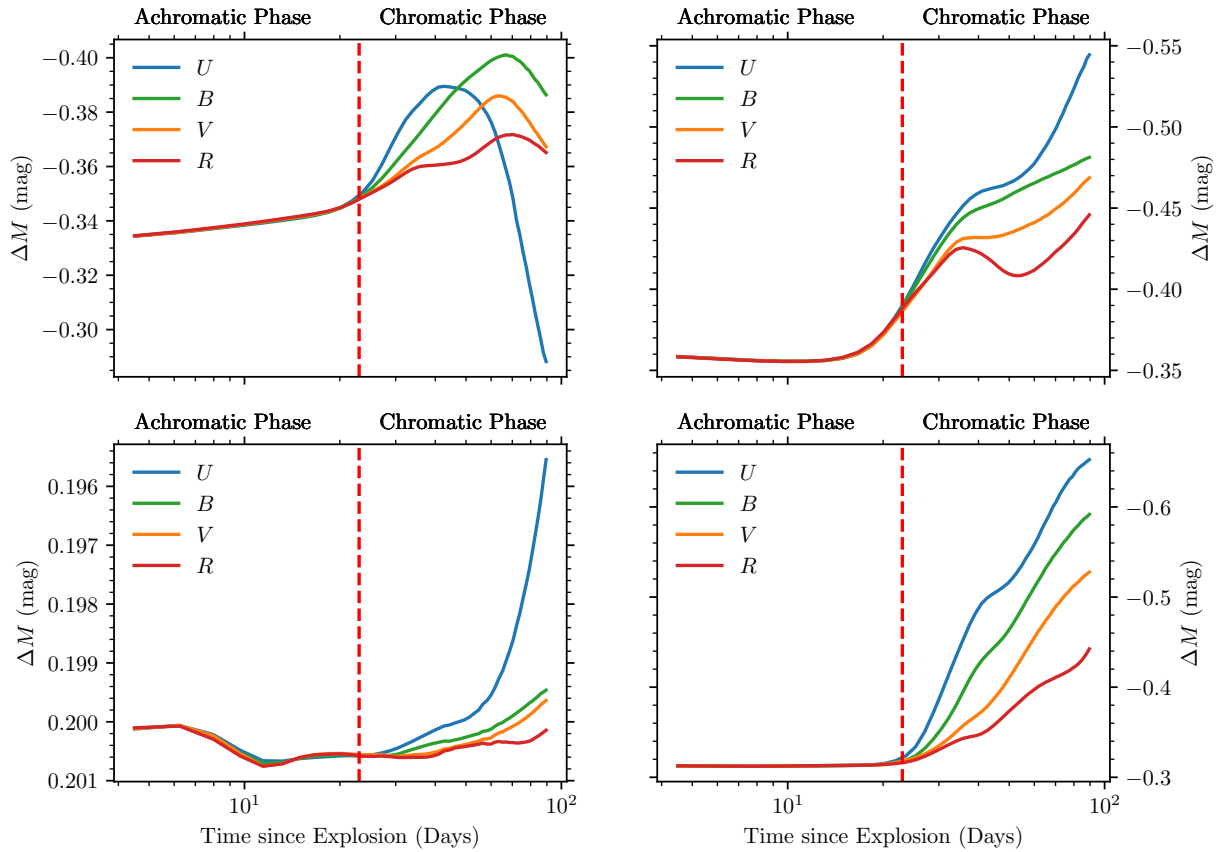 Achromatic Phase Chromatic Phase
U
B
V
R
−0.40
−0.38
−0.36
−0.34
−0.32
−0.30
ΔM (mag)
Achromatic Phase Chromatic Phase
U
B
V
R
−0.55
−0.50
−0.45
−0.40
−0.35
ΔM (mag)
Achromatic Phase Chromatic Phase
U
B
V
R
0.196
0.197
0.198
0.199
0.200
0.201
ΔM (mag)
10¹ 10²
Time since Explosion (Days)
Achromatic Phase Chromatic Phase
U
B
V
R
−0.6
−0.5
−0.4
−0.3
ΔM (mag)
10¹ 10²
Time since Explosion (Days)